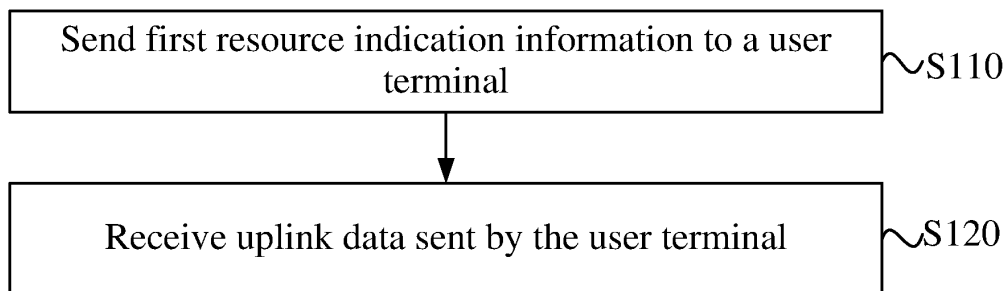 Send first resource indication information to a user
terminal
S110
Receive uplink data sent by the user terminal
S120